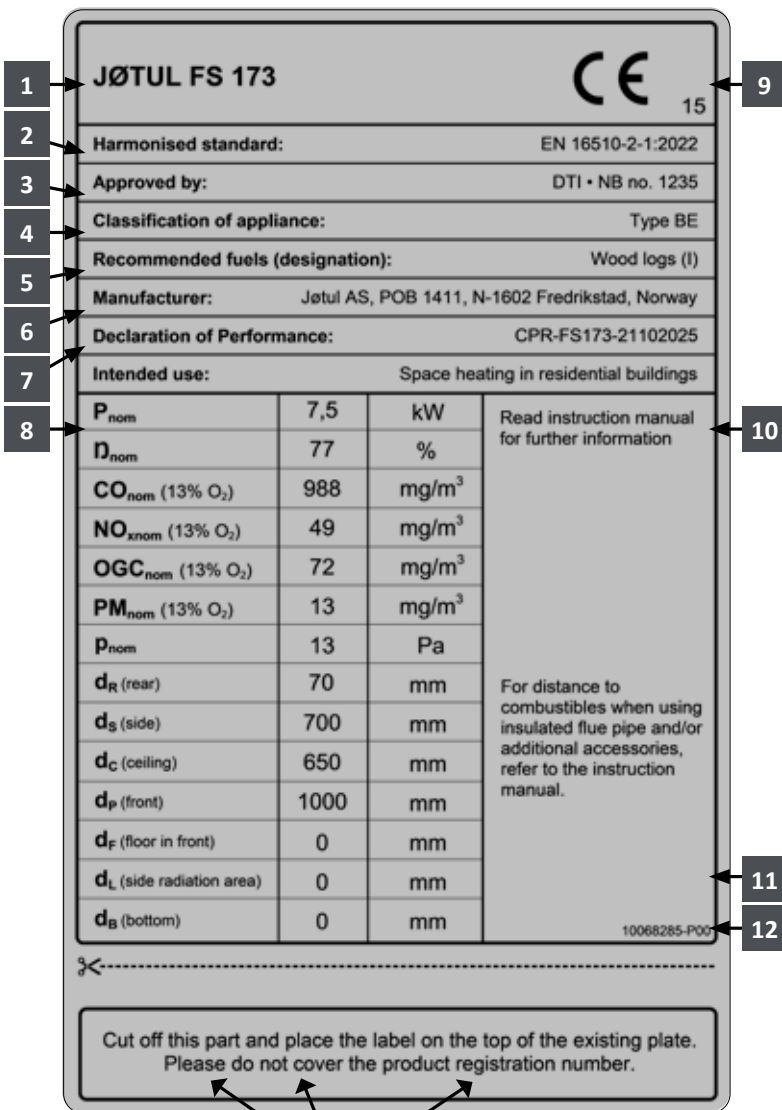 1
JØTUL FS 173
CE
15
9
2
Harmonised standard: EN 16510-2-1:2022
3
Approved by: DTI • NB no. 1235
4
Classification of appliance: Type BE
5
Recommended fuels (designation): Wood logs (I)
6
Manufacturer: Jøtul AS, POB 1411, N-1602 Fredrikstad, Norway
7
Declaration of Performance: CPR-FS173-21102025
Intended use: Space heating in residential buildings
8
Pnom 7,5 kW
Read instruction manual
for further information
10
ηnom 77 %
COnom (13% O₂) 988 mg/m³
NOxnom (13% O₂) 49 mg/m³
OGCnom (13% O₂) 72 mg/m³
PMnom (13% O₂) 13 mg/m³
pnom 13 Pa
dR (rear) 70 mm
dS (side) 700 mm
dC (ceiling) 650 mm
dP (front) 1000 mm
dF (floor in front) 0 mm
dL (side radiation area) 0 mm
dB (bottom) 0 mm
For distance to
combustibles when using
insulated flue pipe and/or
additional accessories,
refer to the instruction
manual.
11
10068285-P00
12
Cut off this part and place the label on the top of the existing plate.
Please do not cover the product registration number.